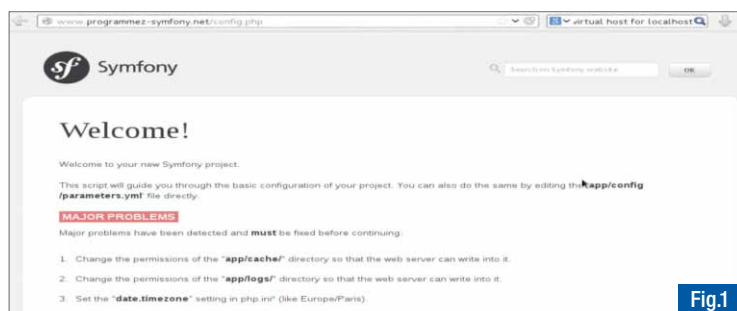 www.programmez-symfony.net/config.php
virtual host for localhost
sf Symfony
Search on Symfony website
OK
Welcome!
Welcome to your new Symfony project.
This script will guide you through the basic configuration of your project. You can also do the same by editing the 'app/config
/parameters.yml' file directly.
MAJOR PROBLEMS
Major problems have been detected and must be fixed before continuing:
1. Change the permissions of the "app/cache/" directory so that the web server can write into it.
2. Change the permissions of the "app/logs/" directory so that the web server can write into it.
3. Set the "date.timezone" setting in php.ini* (like Europe/Paris).
Fig.1